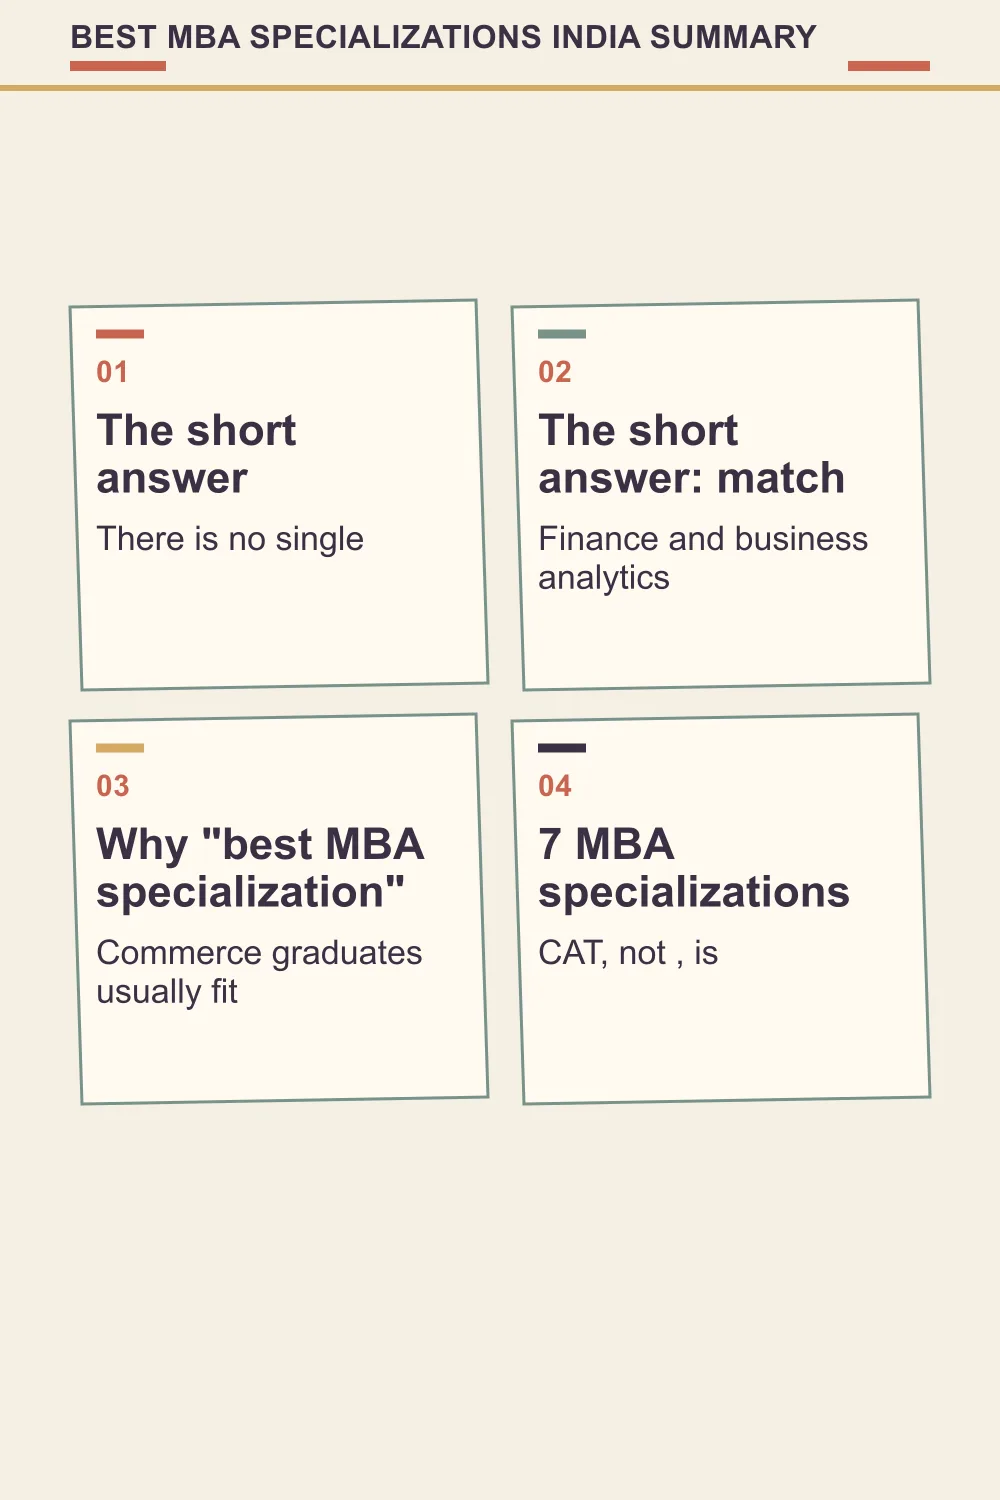 BEST MBA SPECIALIZATIONS INDIA SUMMARY
01
The short
answer
There is no single
02
The short
answer: match
Finance and business
analytics
03
Why "best MBA
specialization"
Commerce graduates
usually fit
04
7 MBA
specializations
CAT, not , is